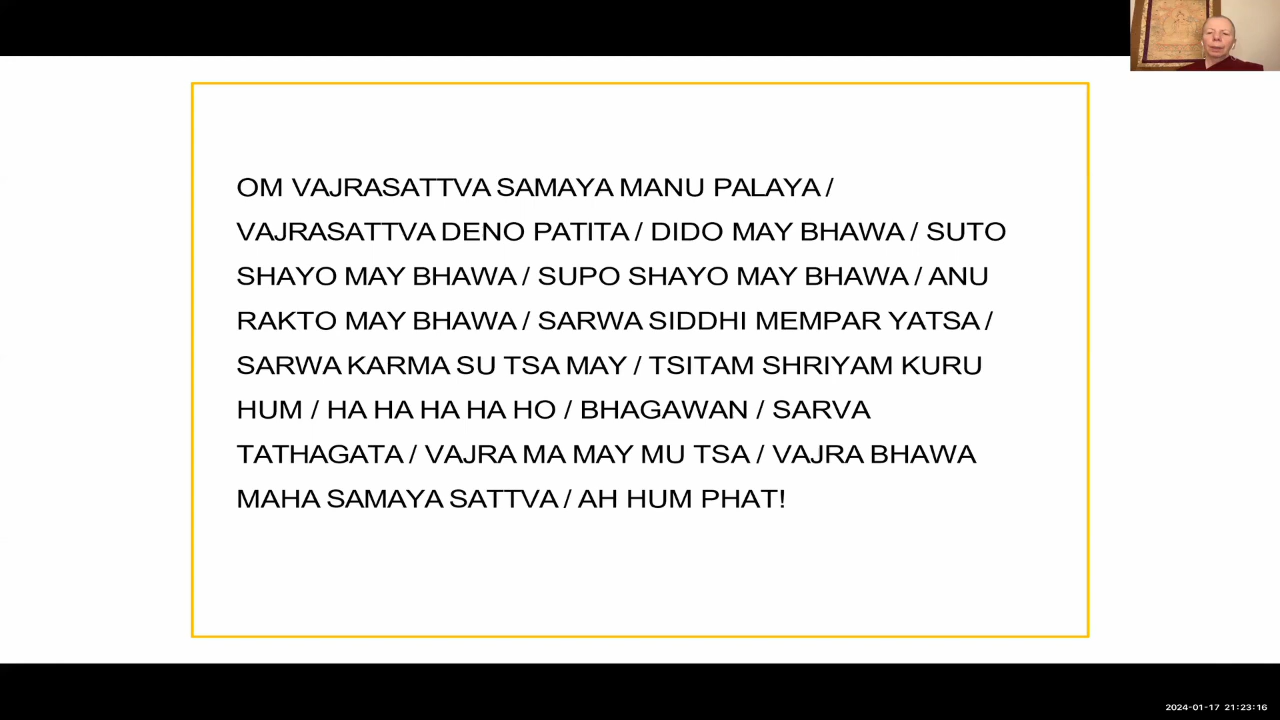 OM VAJRASATTVA SAMAYA MANU PALAYA /
VAJRASATTVA DENO PATITA / DIDO MAY BHAWA / SUTO
SHAYO MAY BHAWA / SUPO SHAYO MAY BHAWA / ANU
RAKTO MAY BHAWA / SARWA SIDDHI MEMPAR YATSA /
SARWA KARMA SU TSA MAY / TSITAM SHRIYAM KURU
HUM / HA HA HA HA HO / BHAGAWAN / SARVA
TATHAGATA / VAJRA MA MAY MU TSA / VAJRA BHAWA
MAHA SAMAYA SATTVA / AH HUM PHAT!
2024-01-17 21:23:16